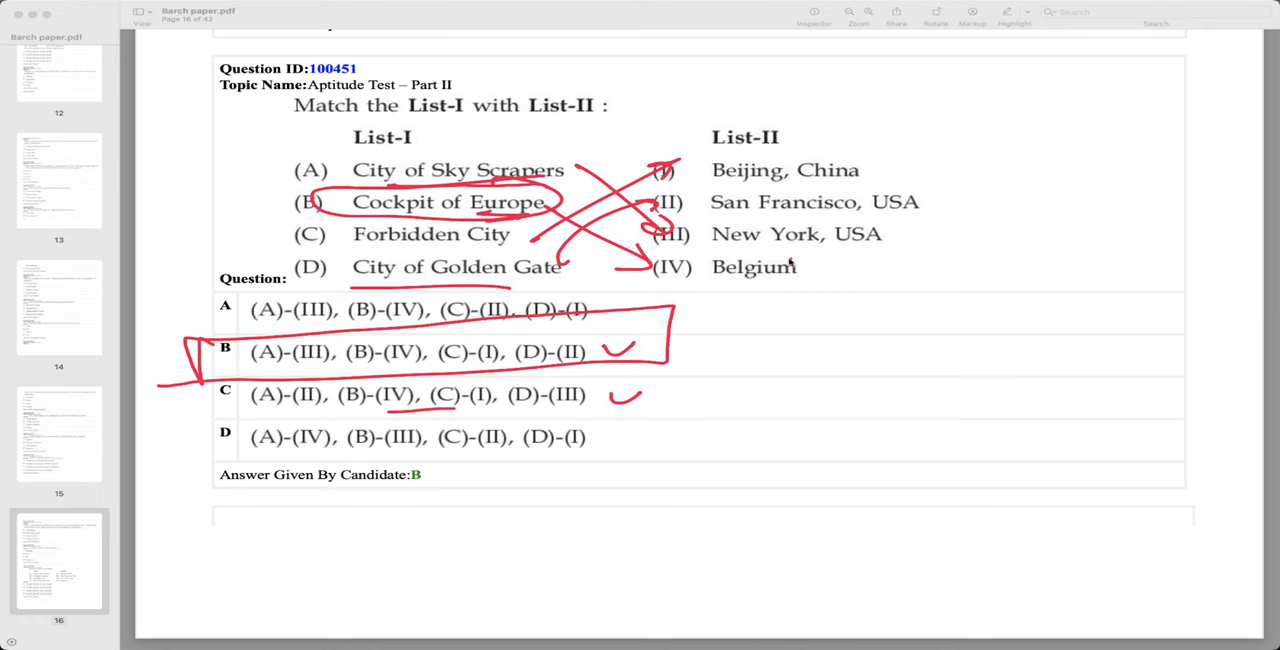 Barch paper.pdf
Page 16 of 42
View
Inspector
Zoom
Share
Rotate
Markup
Highlight
Search
Search
Barch paper.pdf
12
13
14
15
16
Question ID:100451
Topic Name:Aptitude Test – Part II
Match the List-I with List-II :
List-I List-II
(A) City of Sky Scrapers (I) Beijing, China
(B) Cockpit of Europe (II) San Francisco, USA
(C) Forbidden City (III) New York, USA
(D) City of Golden Gate (IV) Belgium
Question:
A (A)-(III), (B)-(IV), (C)-(II), (D)-(I)
B (A)-(III), (B)-(IV), (C)-(I), (D)-(II)
C (A)-(II), (B)-(IV), (C)-(I), (D)-(III)
D (A)-(IV), (B)-(III), (C)-(II), (D)-(I)
Answer Given By Candidate:B